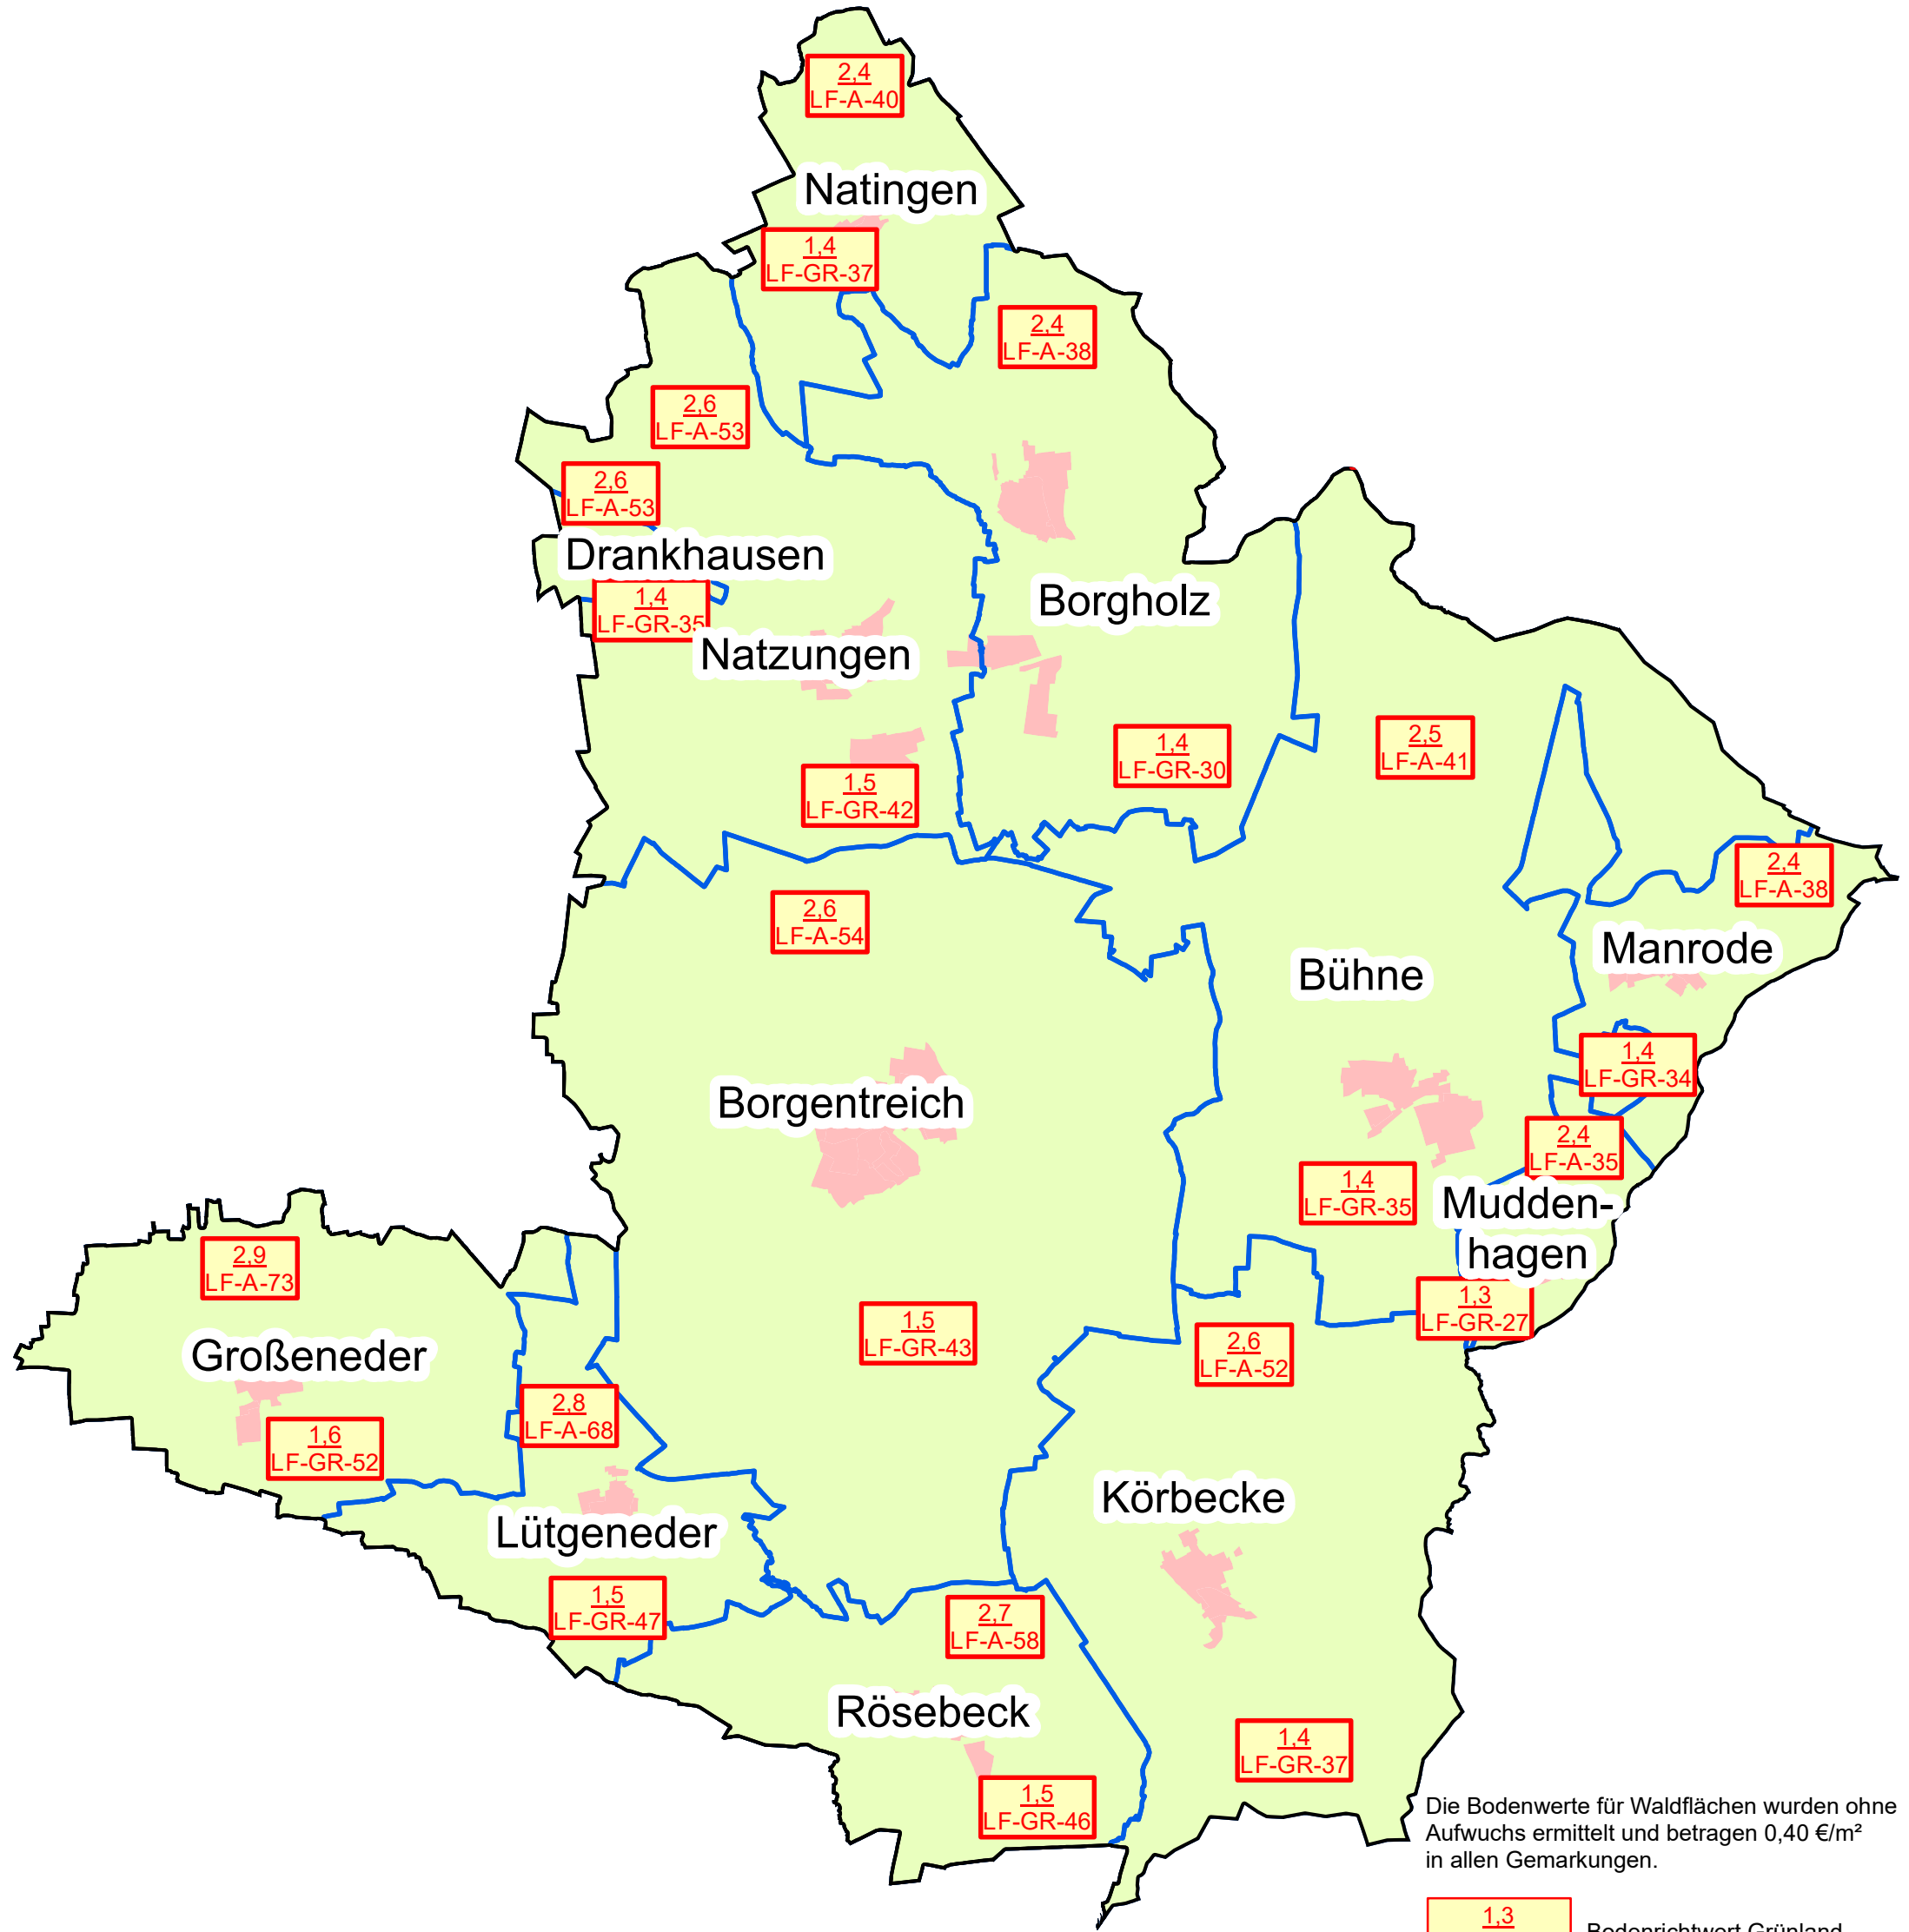 2,4
LF-A-40
Natingen
1,4
LF-GR-37
2,4
LF-A-38
2,6
LF-A-53
2,6
LF-A-53
Drankhausen
1,4
LF-GR-35
Natzungen
Borgholz
1,5
LF-GR-42
1,4
LF-GR-30
2,5
LF-A-41
2,4
LF-A-38
Manrode
2,6
LF-A-54
Bühne
1,4
LF-GR-34
Borgentreich
2,4
LF-A-35
1,4
LF-GR-35
Mudden-
hagen
1,3
LF-GR-27
2,9
LF-A-73
Großeneder
1,6
LF-GR-52
1,5
LF-GR-43
2,6
LF-A-52
2,8
LF-A-68
Lütgeneder
Körbecke
1,5
LF-GR-47
2,7
LF-A-58
Rösebeck
1,5
LF-GR-46
1,4
LF-GR-37
Die Bodenwerte für Waldflächen wurden ohne
Aufwuchs ermittelt und betragen 0,40 €/m²
in allen Gemarkungen.
1,3
Bodenrichtwert Grünland